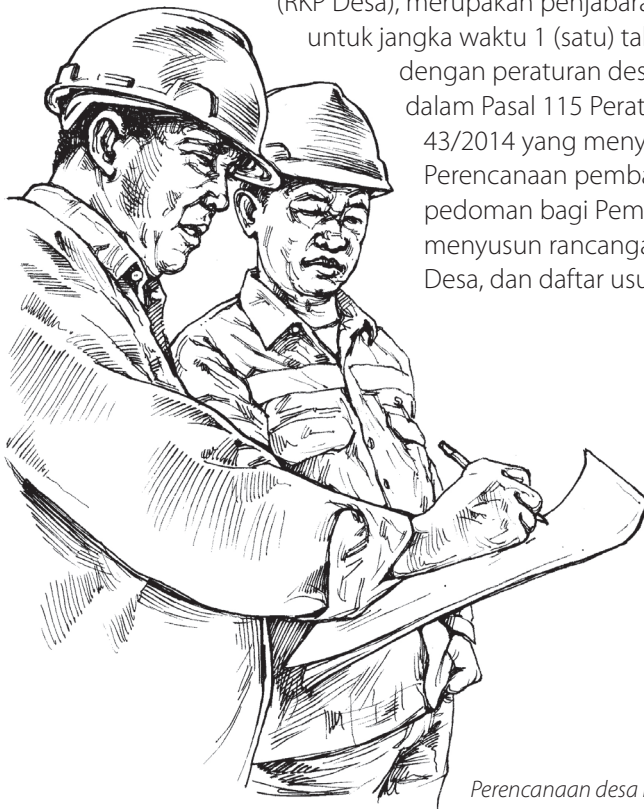 (RKP Desa), merupakan penjabara
untuk jangka waktu 1 (satu) ta
dengan peraturan des
dalam Pasal 115 Perat
43/2014 yang meny
Perencanaan pemba
pedoman bagi Pem
menyusun rancanga
Desa, dan daftar usu
Perencanaan desa